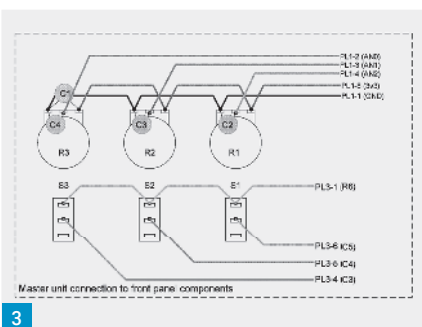 PL1-2 (AN0)
PL1-3 (AN1)
PL1-4 (AN2)
PL1-5 (3v3)
PL1-1 (GND)
C1
C4
C3
C2
R3
R2
R1
S3
S2
S1
PL3-1 (R6)
PL3-6 (C5)
PL3-5 (C4)
PL3-4 (C3)
Master unit connection to front panel components
3